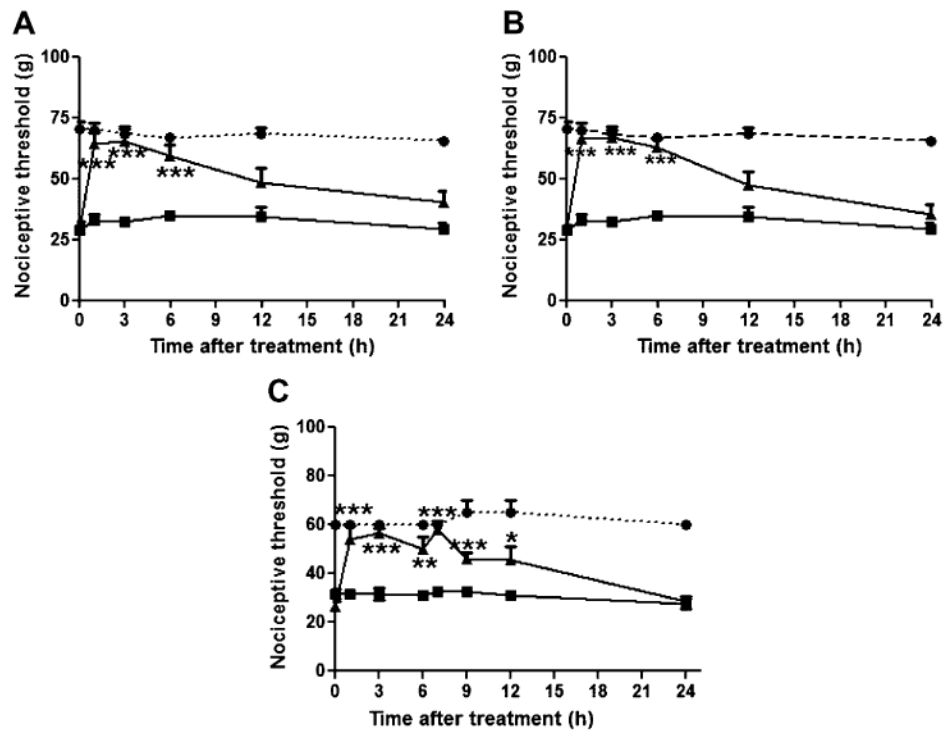 A
Nociceptive threshold (g)
100
75
50
25
0
***
***
***
0 3 6 9 12 15 18 21 24
Time after treatment (h)
B
Nociceptive threshold (g)
100
75
50
25
0
***
***
***
0 3 6 9 12 15 18 21 24
Time after treatment (h)
C
Nociceptive threshold (g)
100
80
60
40
20
0
***
***
**
***
***
*
0 3 6 9 12 15 18 21 24
Time after treatment (h)